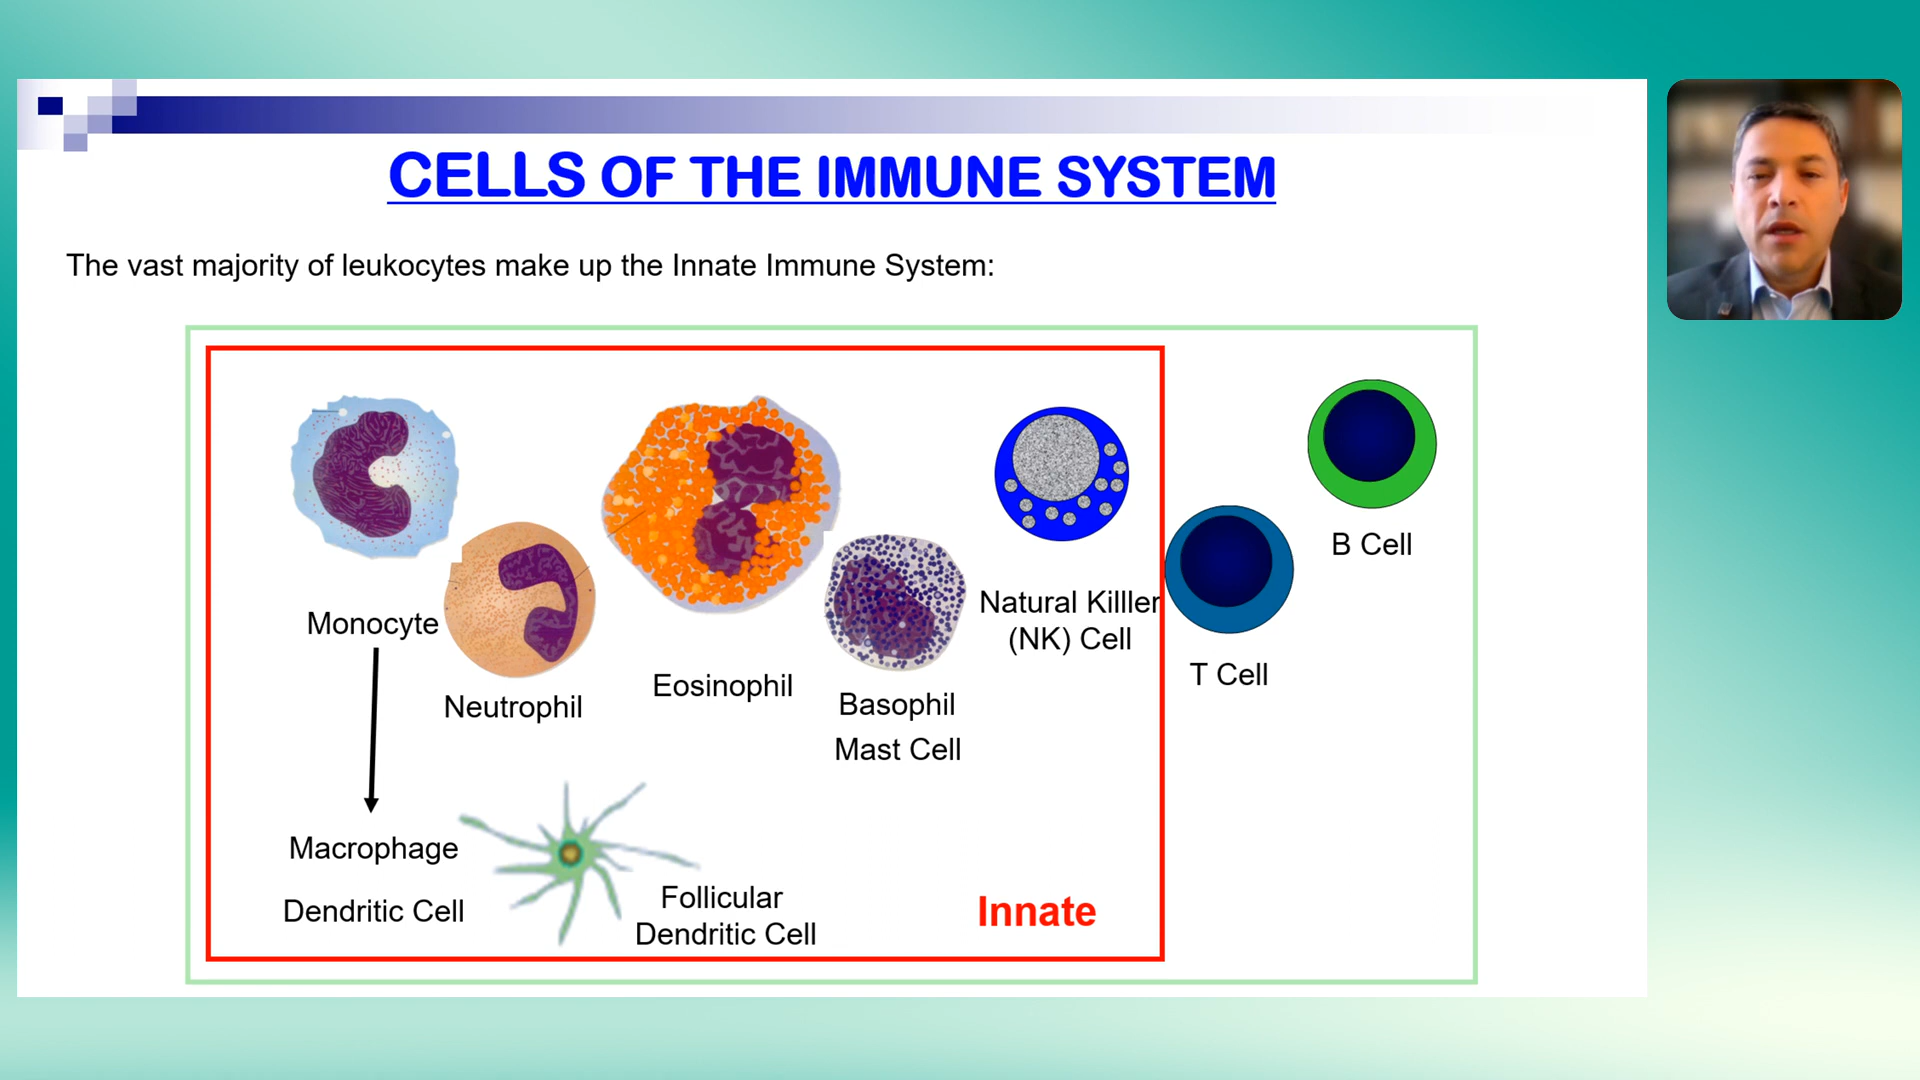 CELLS OF THE IMMUNE SYSTEM
The vast majority of leukocytes make up the Innate Immune System:
Monocyte
Neutrophil
Eosinophil
Basophil
Mast Cell
Natural Killler
(NK) Cell
T Cell
B Cell
Macrophage
Dendritic Cell
Follicular
Dendritic Cell
Innate